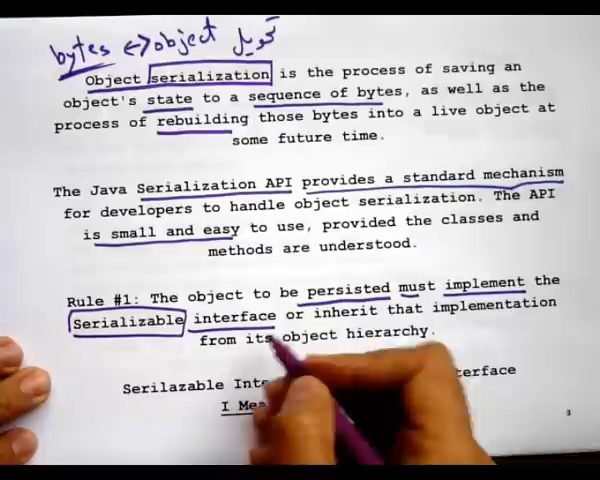 bytes ↔ object تحويل
Object serialization is the process of saving an
object's state to a sequence of bytes, as well as the
process of rebuilding those bytes into a live object at
some future time.
The Java Serialization API provides a standard mechanism
for developers to handle object serialization. The API
is small and easy to use, provided the classes and
methods are understood.
Rule #1: The object to be persisted must implement the
Serializable interface or inherit that implementation
from its object hierarchy.
Serilazable terface
I
3